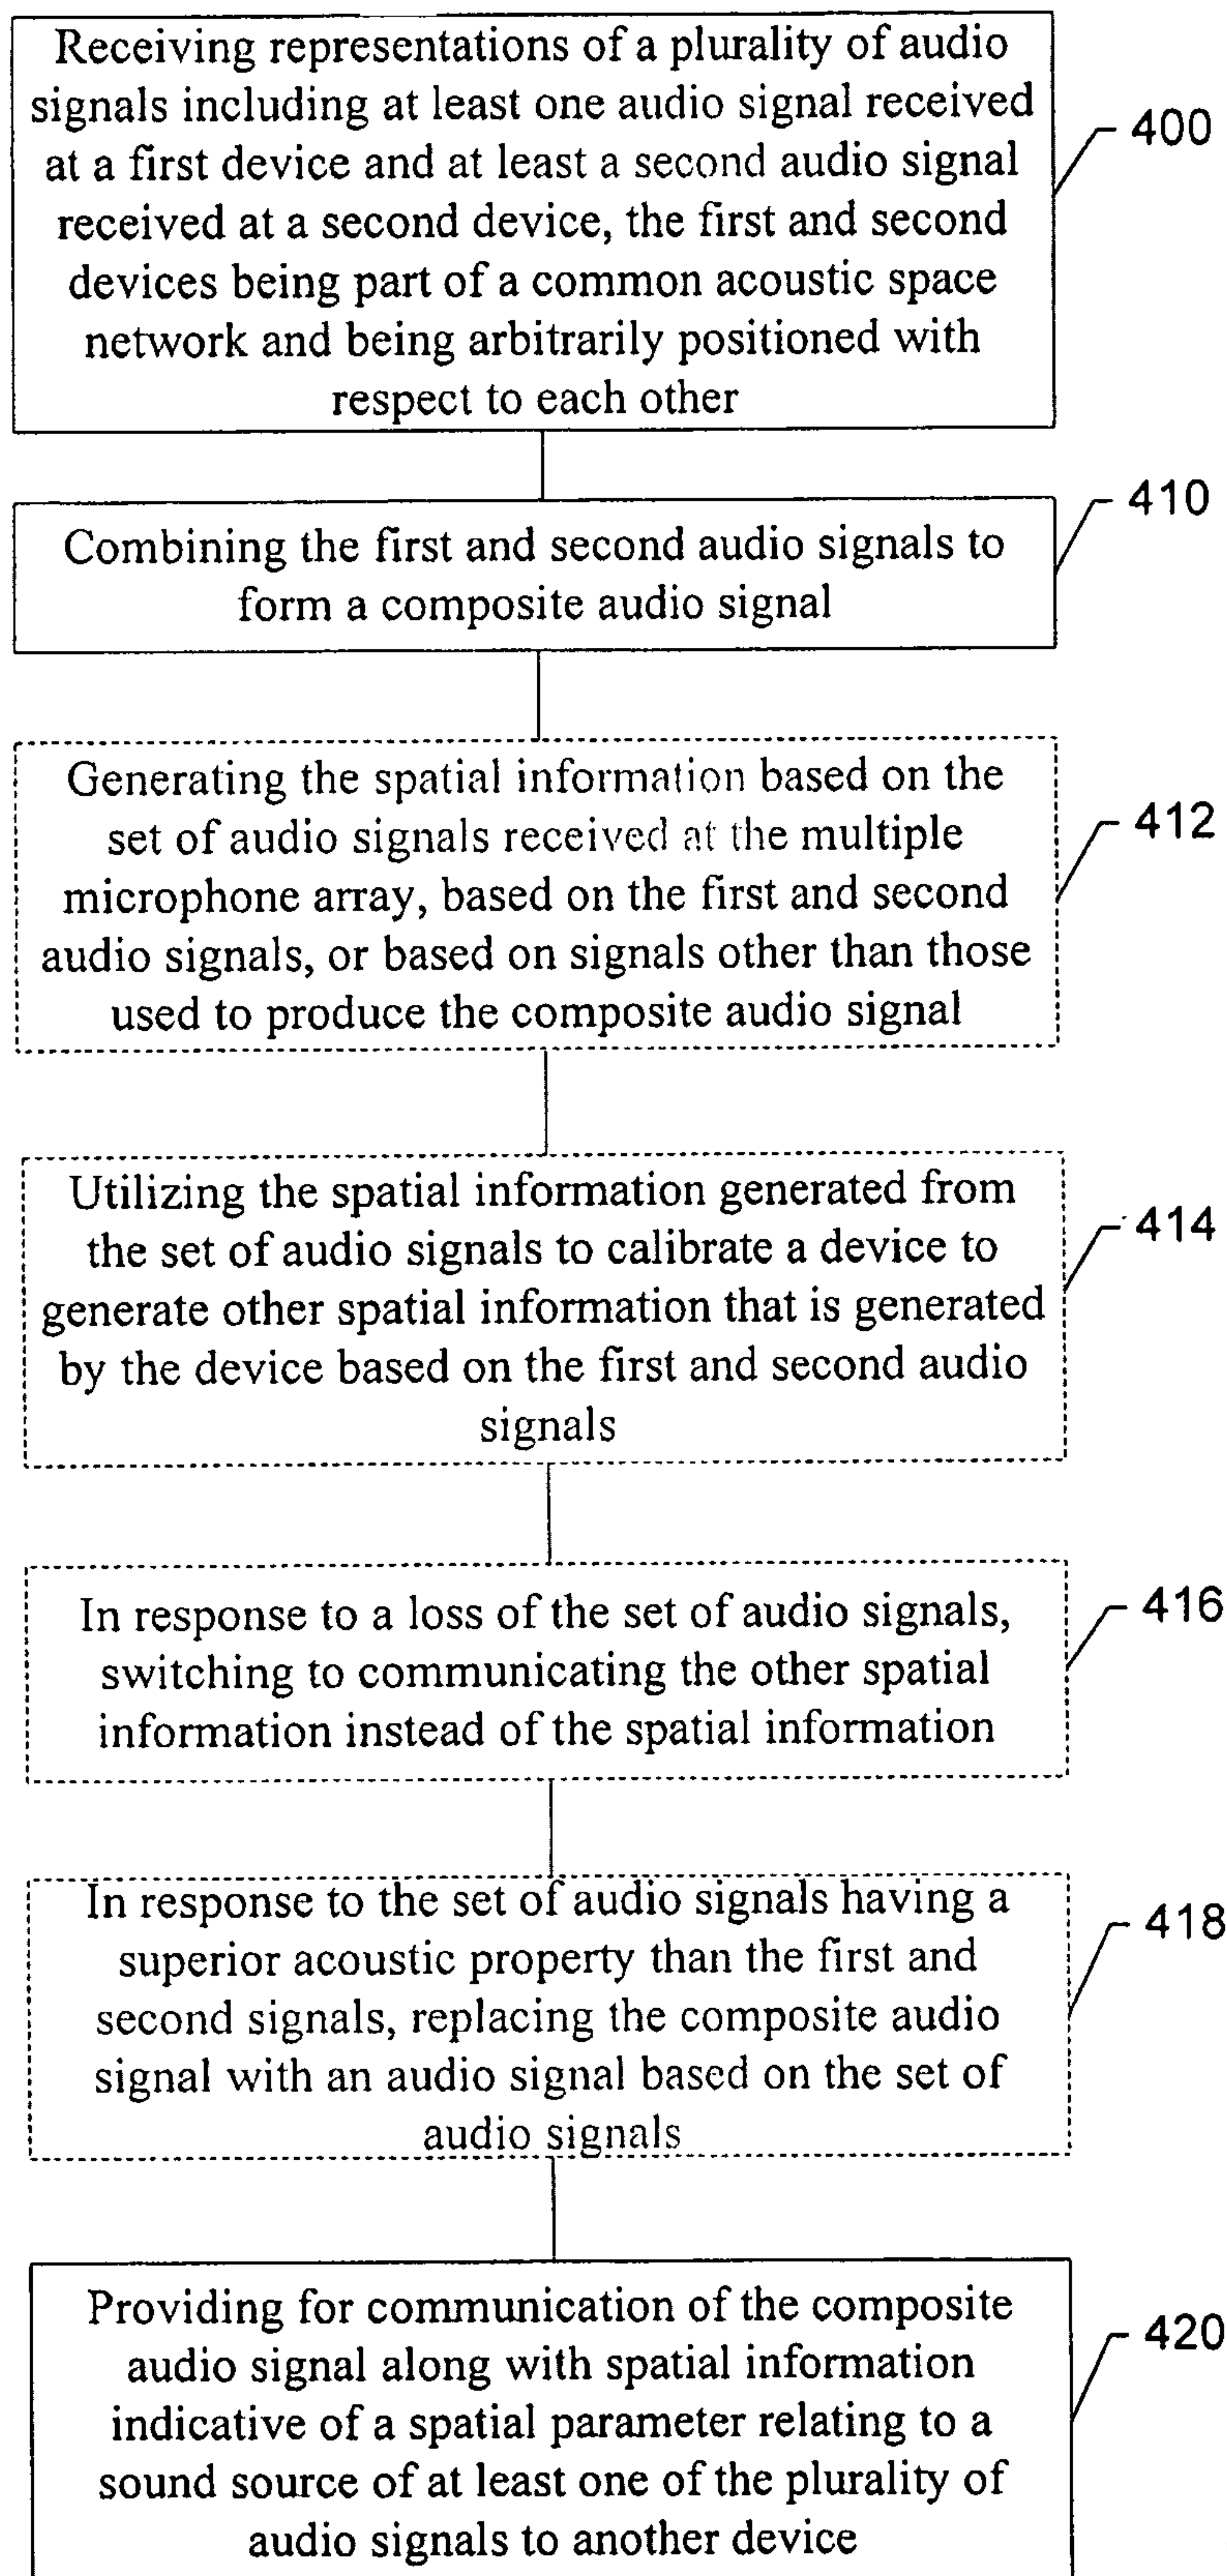 Receiving representations of a plurality of audio
signals including at least one audio signal received
at a first device and at least a second audio signal
received at a second device, the first and second
devices being part of a common acoustic space
network and being arbitrarily positioned with
respect to each other
400
Combining the first and second audio signals to
form a composite audio signal
410
Generating the spatial information based on the
set of audio signals received at the multiple
microphone array, based on the first and second
audio signals, or based on signals other than those
used to produce the composite audio signal
412
Utilizing the spatial information generated from
the set of audio signals to calibrate a device to
generate other spatial information that is generated
by the device based on the first and second audio
signals
414
In response to a loss of the set of audio signals,
switching to communicating the other spatial
information instead of the spatial information
416
In response to the set of audio signals having a
superior acoustic property than the first and
second signals, replacing the composite audio
signal with an audio signal based on the set of
audio signals
418
Providing for communication of the composite
audio signal along with spatial information
indicative of a spatial parameter relating to a
sound source of at least one of the plurality of
audio signals to another device
420